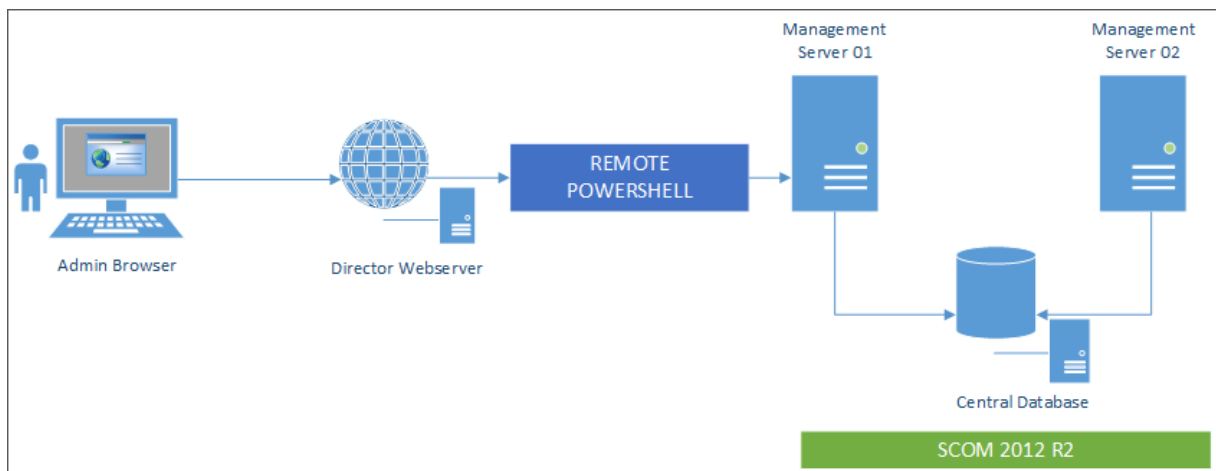 Management
Server 01
Management
Server 02
REMOTE
POWERSHELL
Admin Browser
Director Webserver
Central Database
SCOM 2012 R2